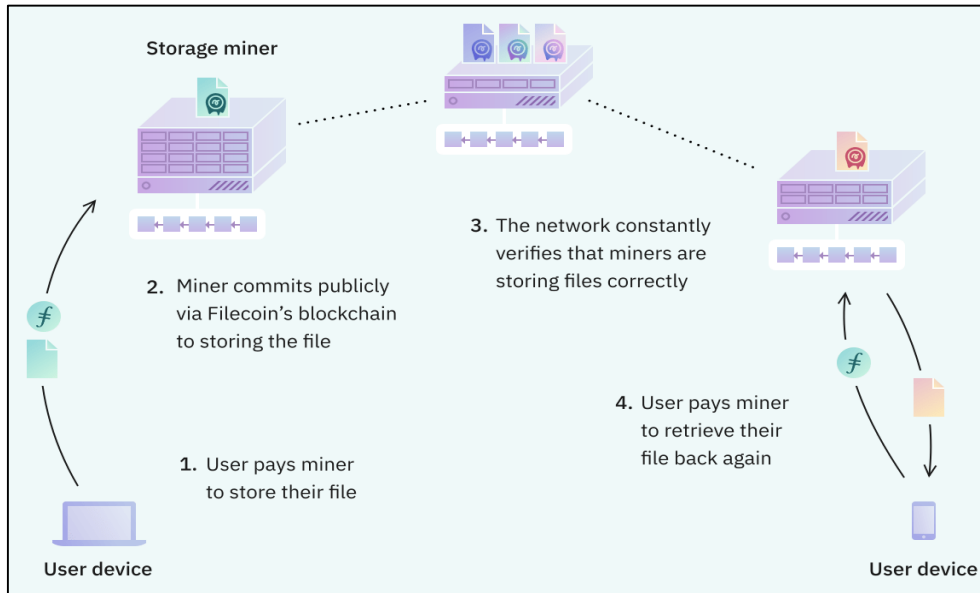 Storage miner
1. User pays miner
to store their file
2. Miner commits publicly
via Filecoin’s blockchain
to storing the file
3. The network constantly
verifies that miners are
storing files correctly
4. User pays miner
to retrieve their
file back again
User device
User device